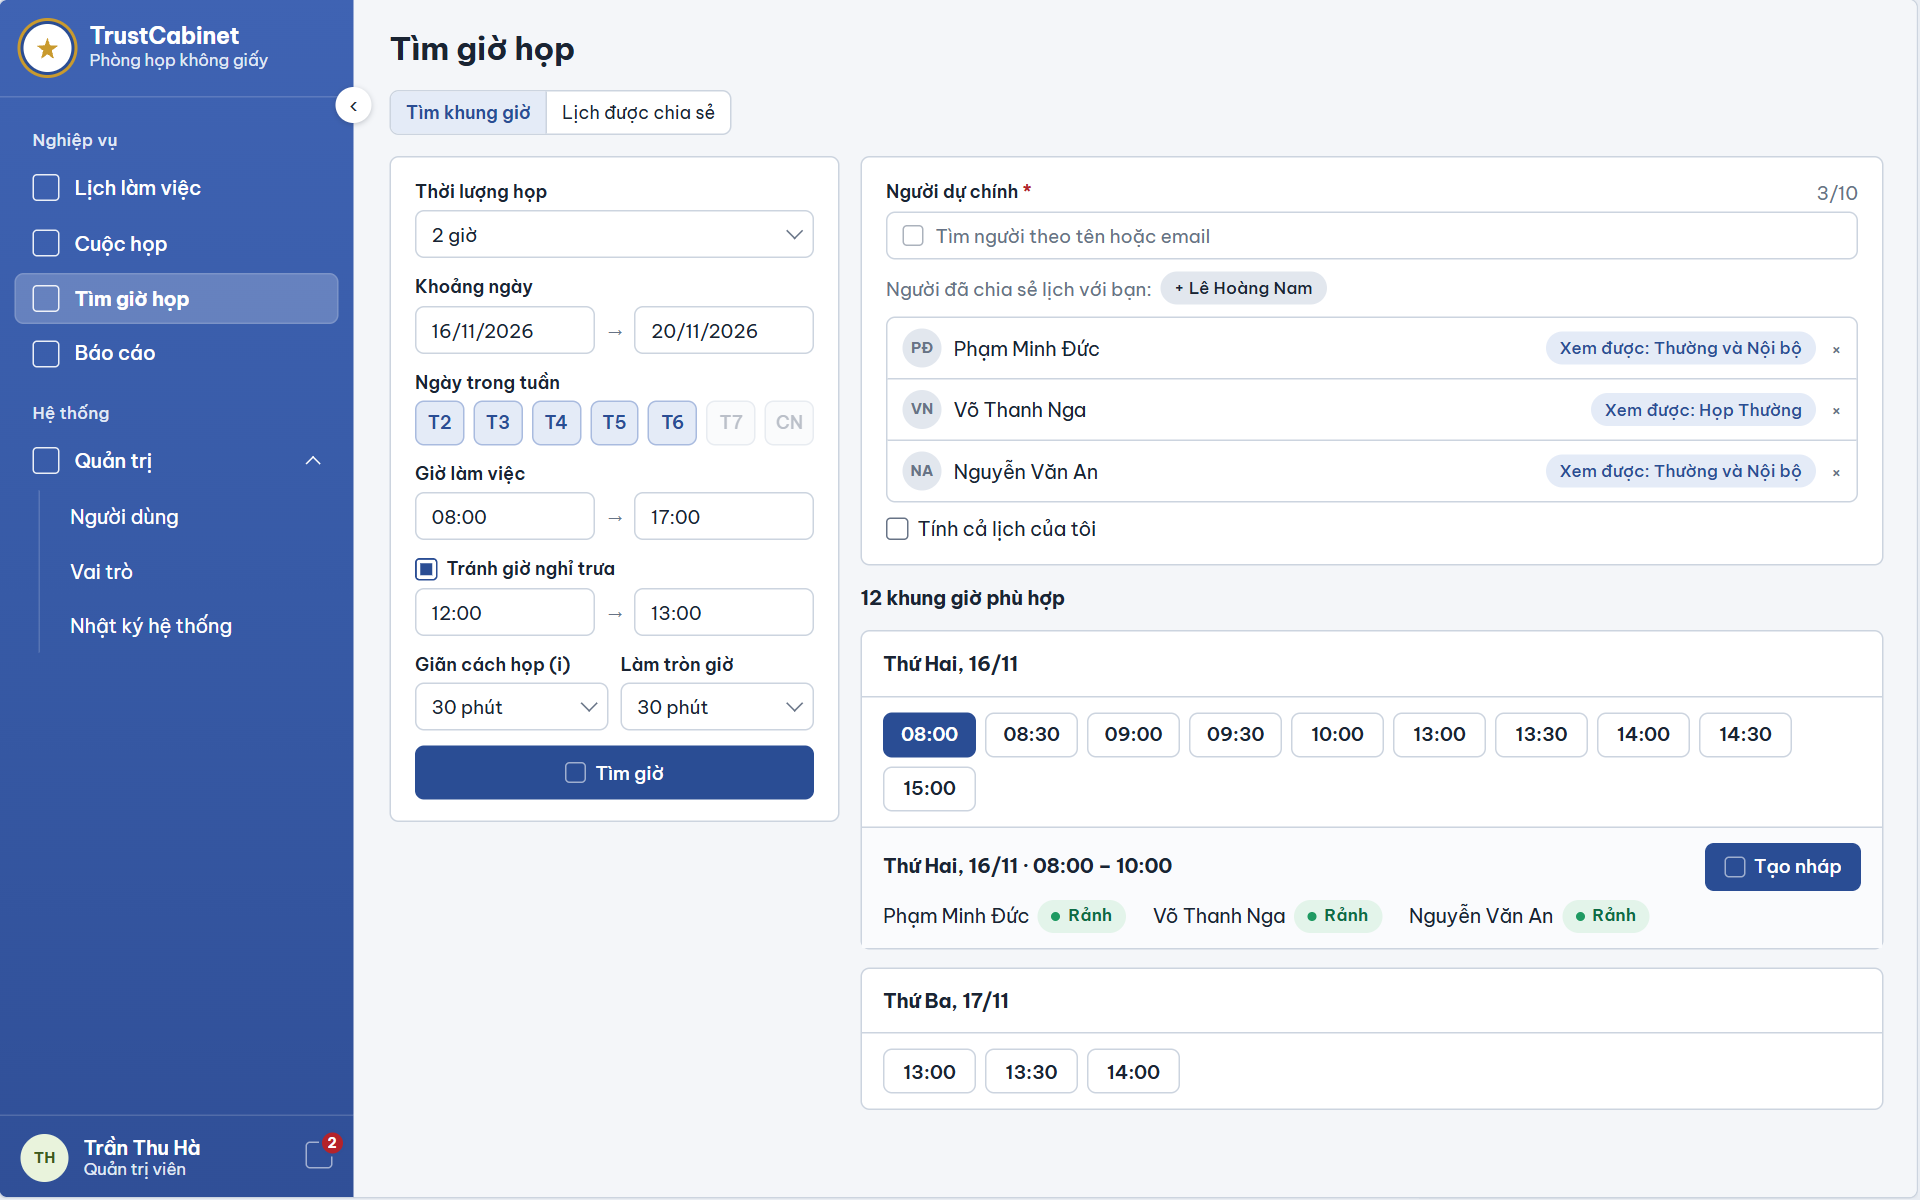 TrustCabinet
Phòng họp không giấy
Nghiệp vụ
Lịch làm việc
Cuộc họp
Tìm giờ họp
Báo cáo
Hệ thống
Quản trị
Người dùng
Vai trò
Nhật ký hệ thống
TH
Trần Thu Hà
Quản trị viên
2
Tìm giờ họp
Tìm khung giờ
Lịch được chia sẻ
Thời lượng họp
2 giờ
Khoảng ngày
16/11/2026 → 20/11/2026
Ngày trong tuần
T2 T3 T4 T5 T6 T7 CN
Giờ làm việc
08:00 → 17:00
Tránh giờ nghỉ trưa
12:00 → 13:00
Giãn cách họp (i) Làm tròn giờ
30 phút 30 phút
Tìm giờ
Người dự chính * 3/10
Tìm người theo tên hoặc email
Người đã chia sẻ lịch với bạn: + Lê Hoàng Nam
PĐ Phạm Minh Đức Xem được: Thường và Nội bộ ×
VN Võ Thanh Nga Xem được: Họp Thường ×
NA Nguyễn Văn An Xem được: Thường và Nội bộ ×
Tính cả lịch của tôi
12 khung giờ phù hợp
Thứ Hai, 16/11
08:00 08:30 09:00 09:30 10:00 13:00 13:30 14:00 14:30
15:00
Thứ Hai, 16/11 · 08:00 – 10:00
Tạo nháp
Phạm Minh Đức Rảnh Võ Thanh Nga Rảnh Nguyễn Văn An Rảnh
Thứ Ba, 17/11
13:00 13:30 14:00